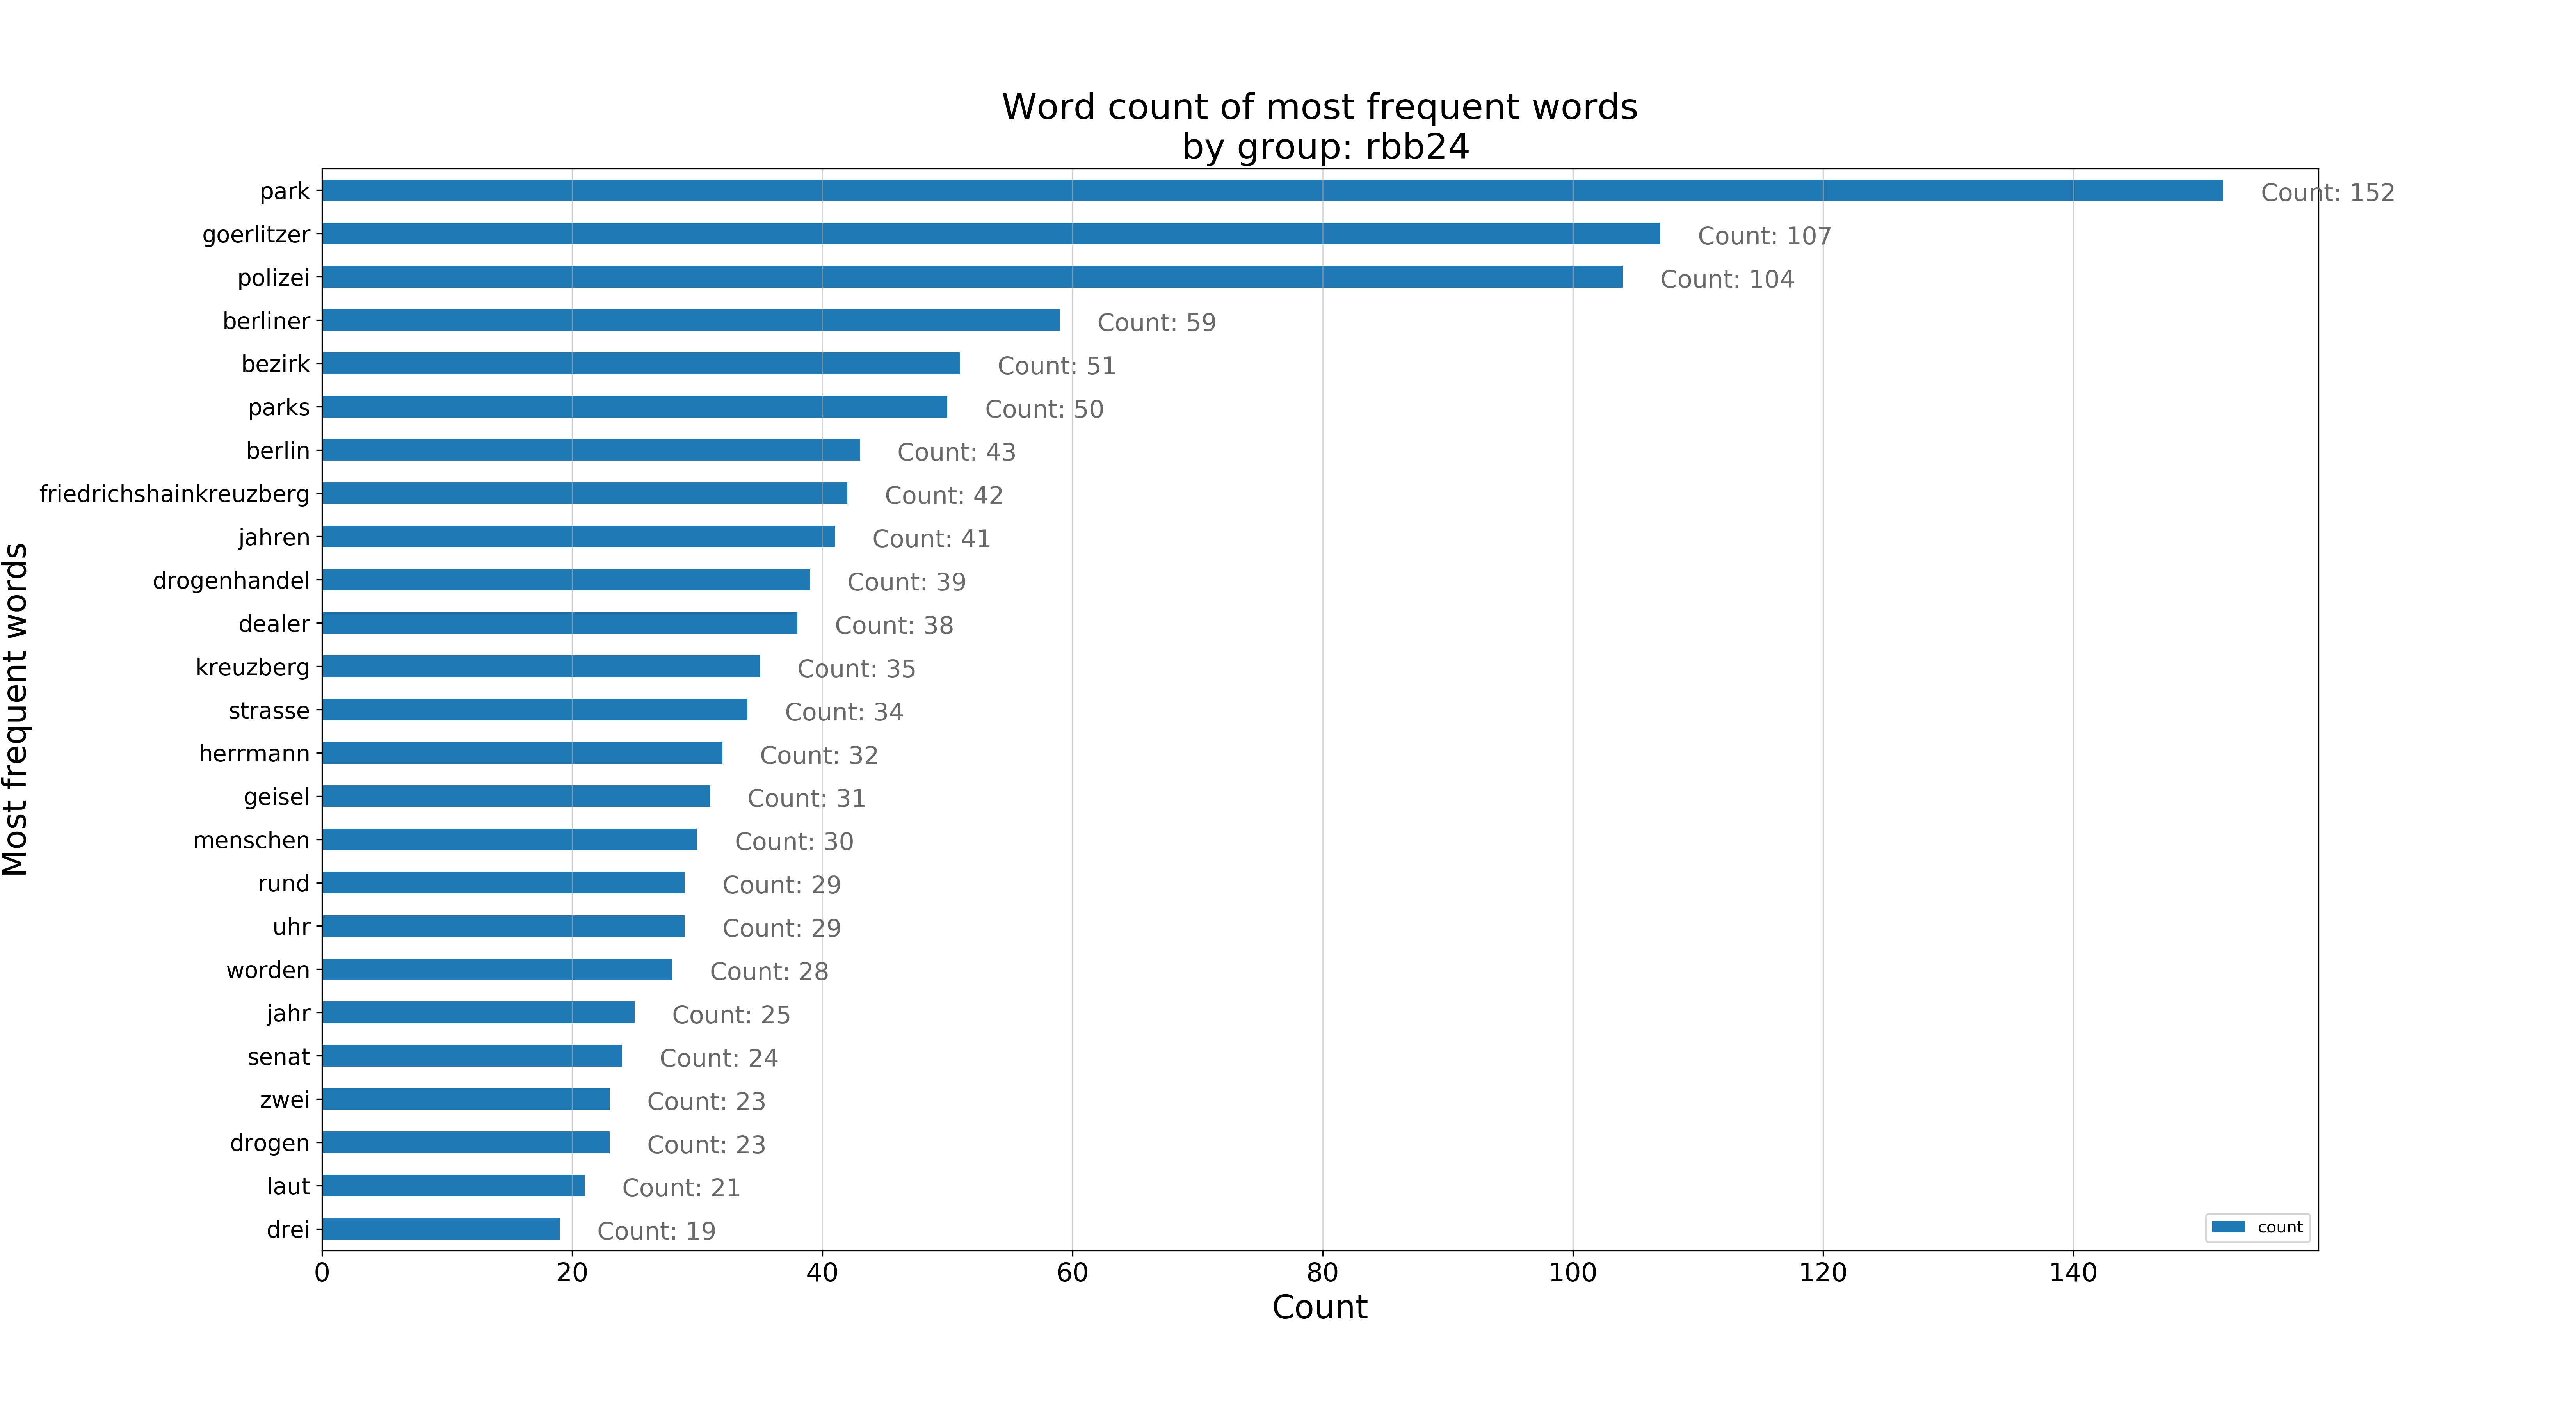 Word count of most frequent words
by group: rbb24
park Count: 152
goerlitzer Count: 107
polizei Count: 104
berliner Count: 59
bezirk Count: 51
parks Count: 50
berlin Count: 43
friedrichshainkreuzberg Count: 42
jahren Count: 41
drogenhandel Count: 39
dealer Count: 38
kreuzberg Count: 35
strasse Count: 34
herrmann Count: 32
geisel Count: 31
menschen Count: 30
rund Count: 29
uhr Count: 29
worden Count: 28
jahr Count: 25
senat Count: 24
zwei Count: 23
drogen Count: 23
laut Count: 21
drei Count: 19
Most frequent words
count
0 20 40 60 80 100 120 140
Count